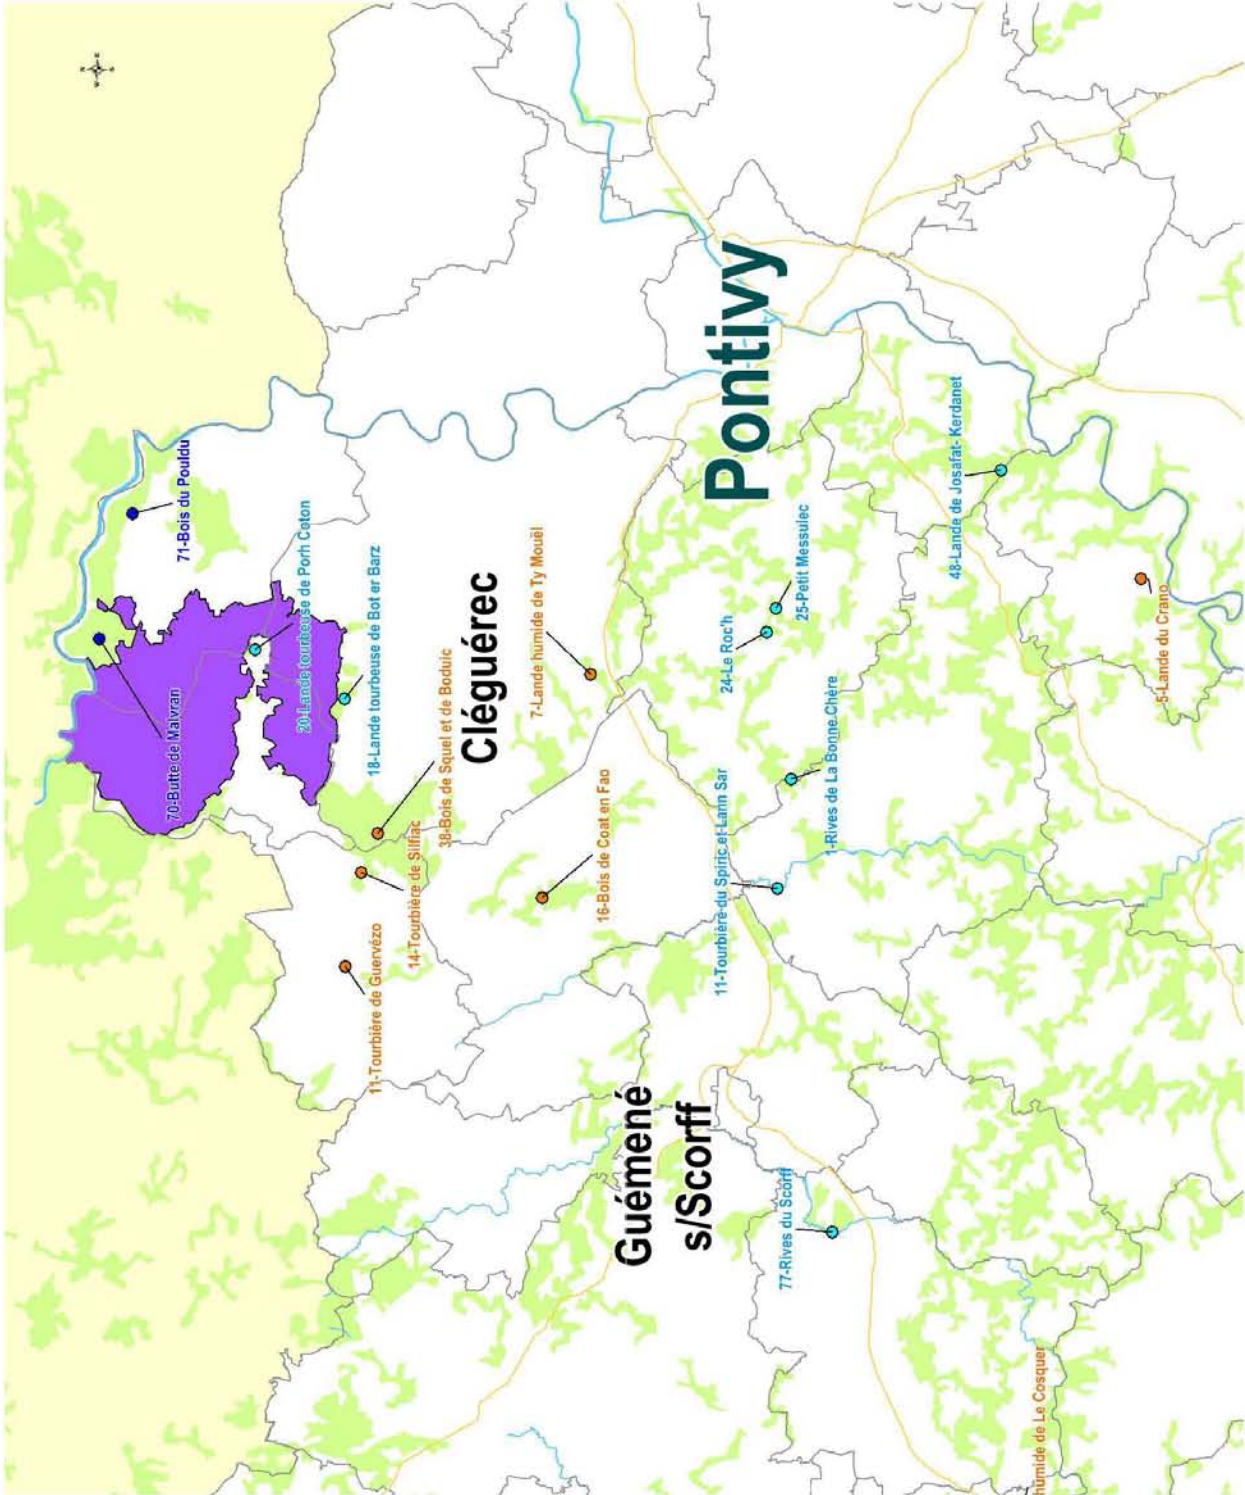 71-Bois du Pouldu
70-Butte de Malvran
20-Lande tourbeuse de Porh Coton
18-Lande tourbeuse de Bot er Barz
38-Bois de Squel et de Boduic
14-Tourbière de Silfiac
11-Tourbière de Guervézo
Cléguérec
7-Lande humide de Ty Mouël
16-Bois de Coat en Fao
Guémené
s/Scorff
Pontivy
24-Le Roc'h
25-Petit Messulec
11-Tourbière du Spiric et Lann Sar
1-Rives de La Bonne Chère
77-Rives du Scorff
48-Lande de Josafat- Kerdanet
5-Lande du Crano
humide de Le Cosquer